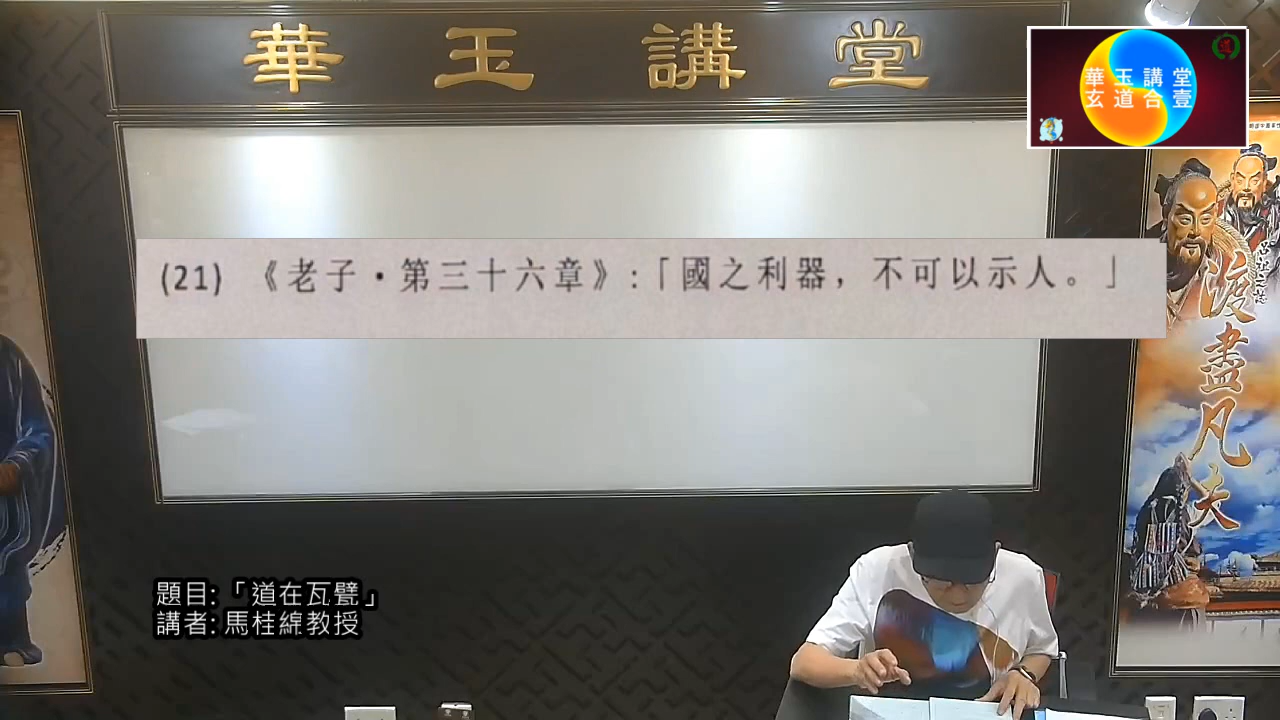 華玉講堂
華玉講堂
玄道合壹
道
(21) 《老子·第三十六章》:「國之利器，不可以示人。」
渡盡凡夫
題目:「道在瓦甓」
講者: 馬桂綿教授